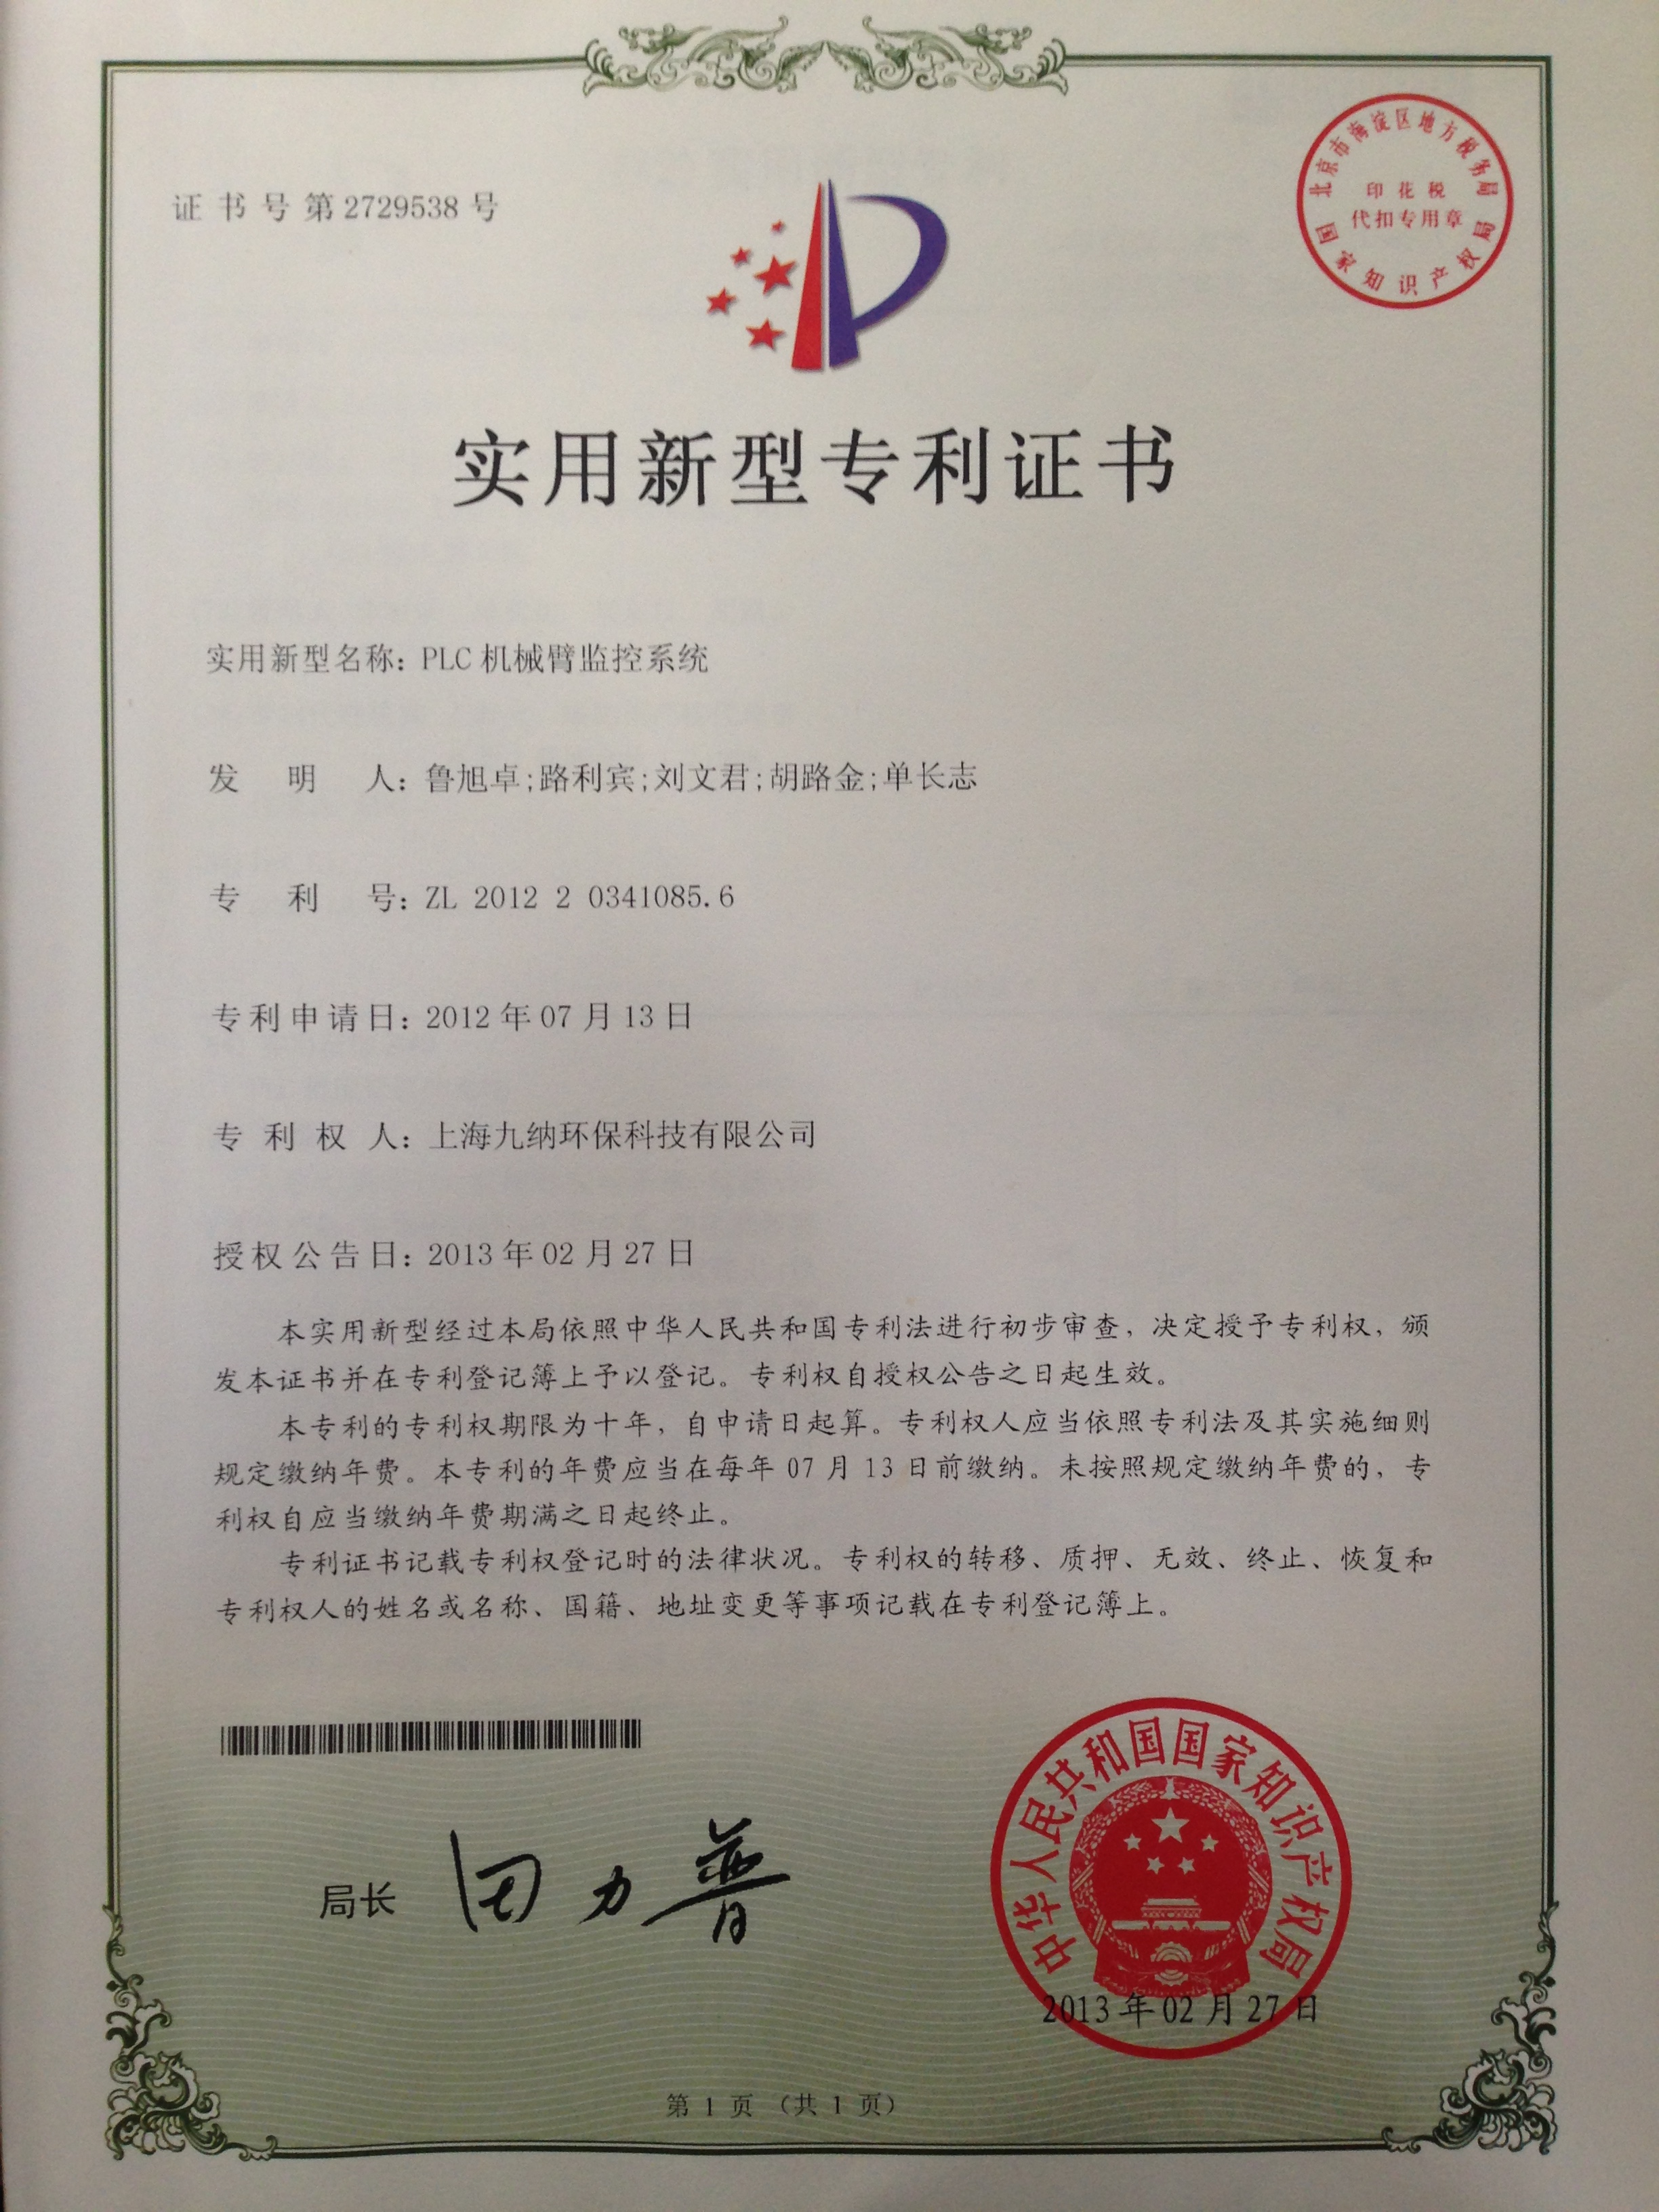 证书号第2729538号
北京市海淀区地方税务局
印花税
代扣专用章
国家知识产权局
实用新型专利证书
实用新型名称：PLC机械臂监控系统
发明人：鲁旭卓;路利宾;刘文君;胡路金;单长志
专利号：ZL 2012 2 0341085.6
专利申请日：2012年07月13日
专利权人：上海九纳环保科技有限公司
授权公告日：2013年02月27日
本实用新型经过本局依照中华人民共和国专利法进行初步审查，决定授予专利权，颁
发本证书并在专利登记簿上予以登记。专利权自授权公告之日起生效。
本专利的专利权期限为十年，自申请日起算。专利权人应当依照专利法及其实施细则
规定缴纳年费。本专利的年费应当在每年07月13日前缴纳。未按照规定缴纳年费的，专
利权自应当缴纳年费期满之日起终止。
专利证书记载专利权登记时的法律状况。专利权的转移、质押、无效、终止、恢复和
专利权人的姓名或名称、国籍、地址变更等事项记载在专利登记簿上。
局长 田力普
中华人民共和国国家知识产权局
2013年02月27日
第1页（共1页）